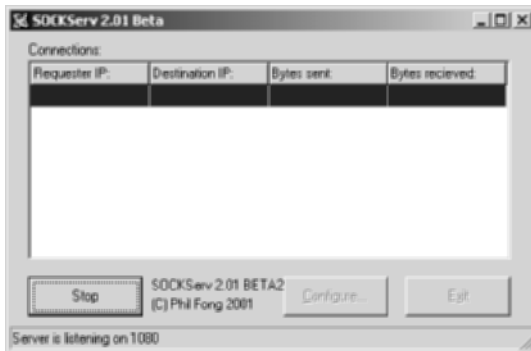 SOCKServ 2.01 Beta
Connections:
Requester IP: Destination IP: Bytes sent: Bytes recieved:
Stop
SOCKServ 2.01 BETA2
(C) Phil Fong 2001
Configure...
Exit
Server is listening on 1080